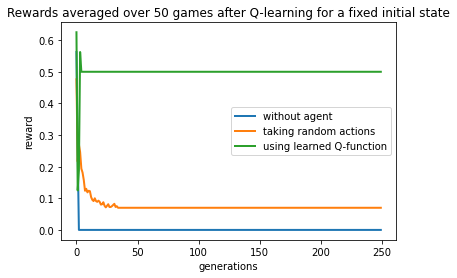 Rewards averaged over 50 games after Q-learning for a fixed initial state
reward
0.6
0.5
0.4
0.3
0.2
0.1
0.0
without agent
taking random actions
using learned Q-function
0 50 100 150 200 250
generations